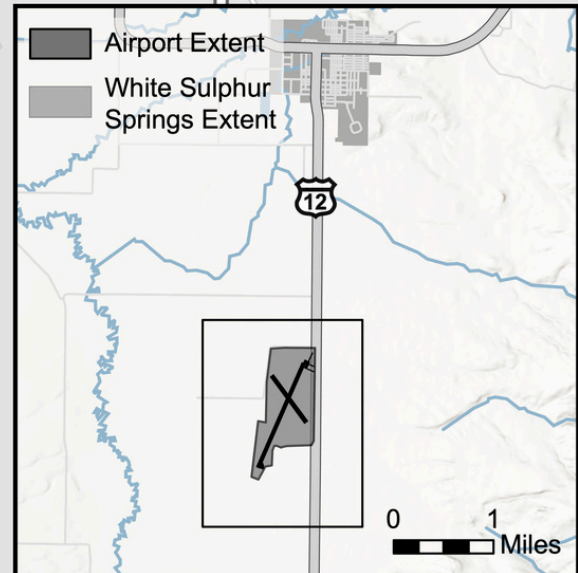 Airport Extent
White Sulphur
Springs Extent
12
0 1
Miles